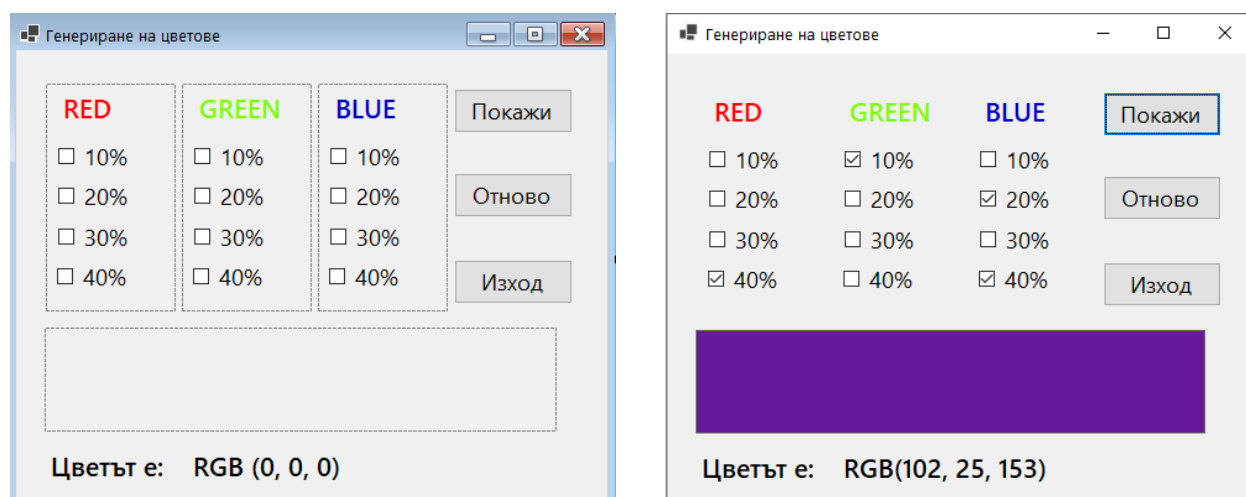 Генериране на цветове
RED GREEN BLUE Покажи
10% 10% 10%
20% 20% 20% Отново
30% 30% 30%
40% 40% 40% Изход
Цветът е: RGB (0, 0, 0)
Генериране на цветове
RED GREEN BLUE Покажи
10% 10% 10%
20% 20% 20% Отново
30% 30% 30%
40% 40% 40% Изход
Цветът е: RGB(102, 25, 153)